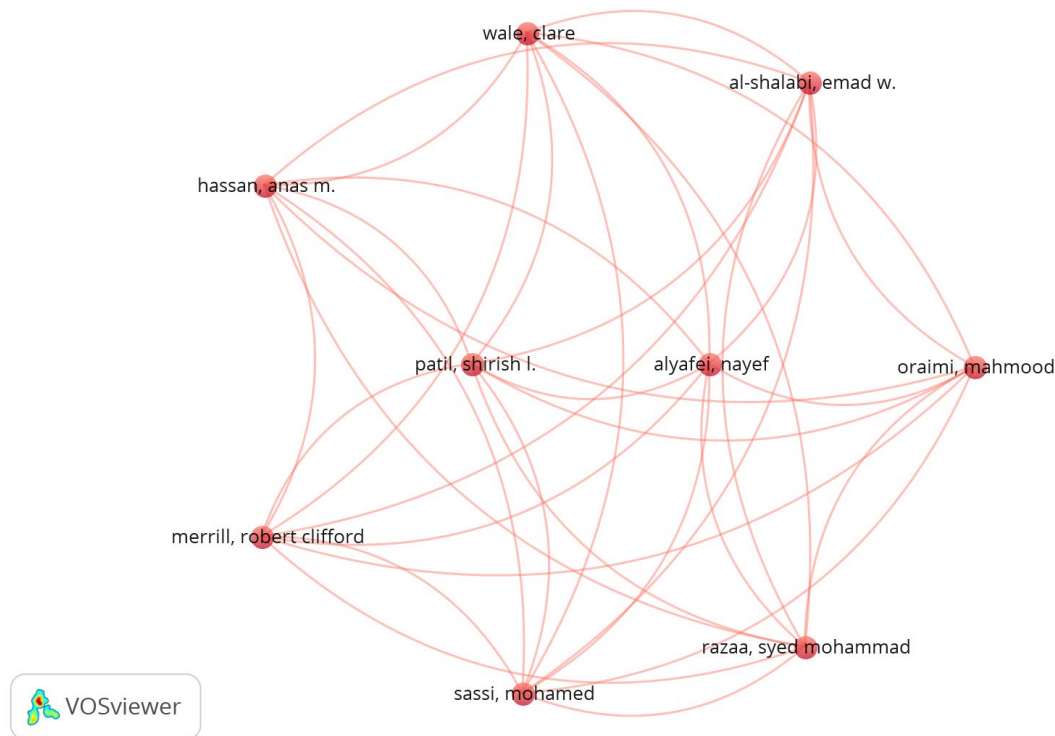 wale, clare
al-shalabi, emad w.
hassan, anas m.
patil, shirish l.
alyafei, nayef
oraimi, mahmood
merrill, robert clifford
razaa, syed mohammad
sassi, mohamed
VOSviewer